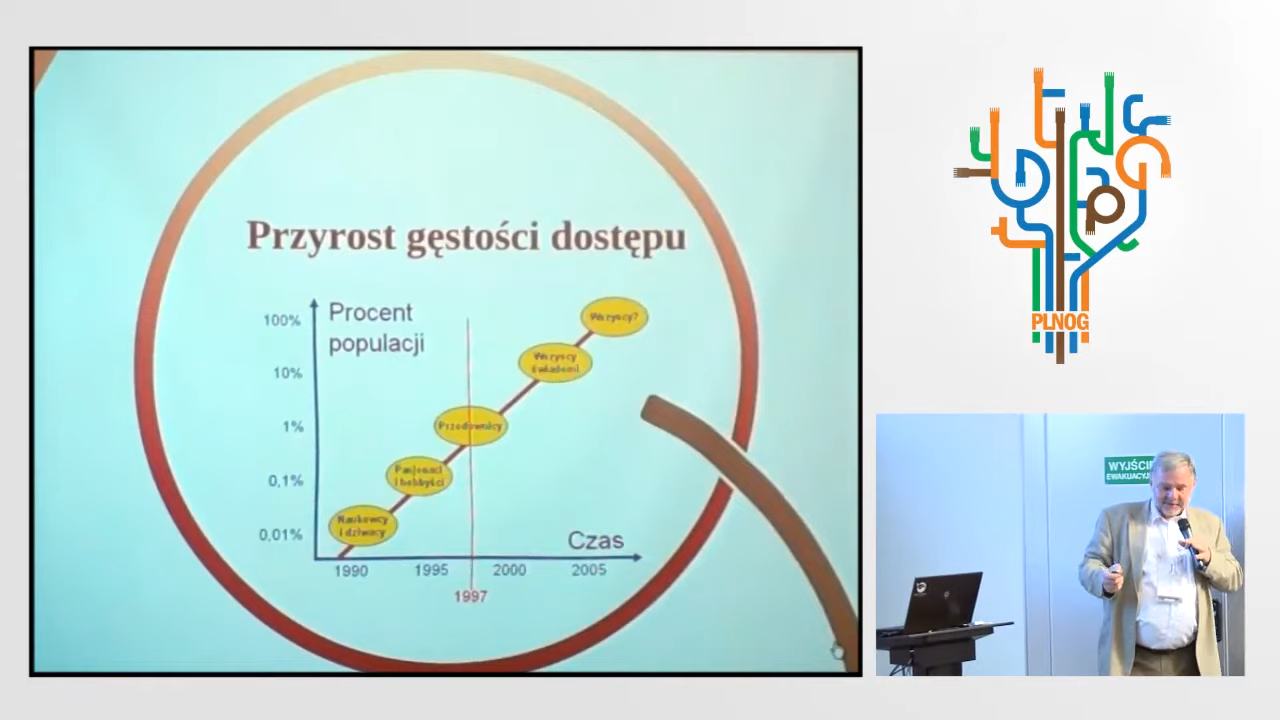 Przyrost gęstości dostępu
Procent
populacji
100%
10%
1%
0,1%
0,01%
Wszyscy?
Wszyscy
świadomi
Przodownicy
Pasjonaci
i hobbyści
Naukowcy
i dziwacy
Czas
1990
1995
2000
2005
1997
PLNOG
WYJŚCIE
EWAKUACYJ